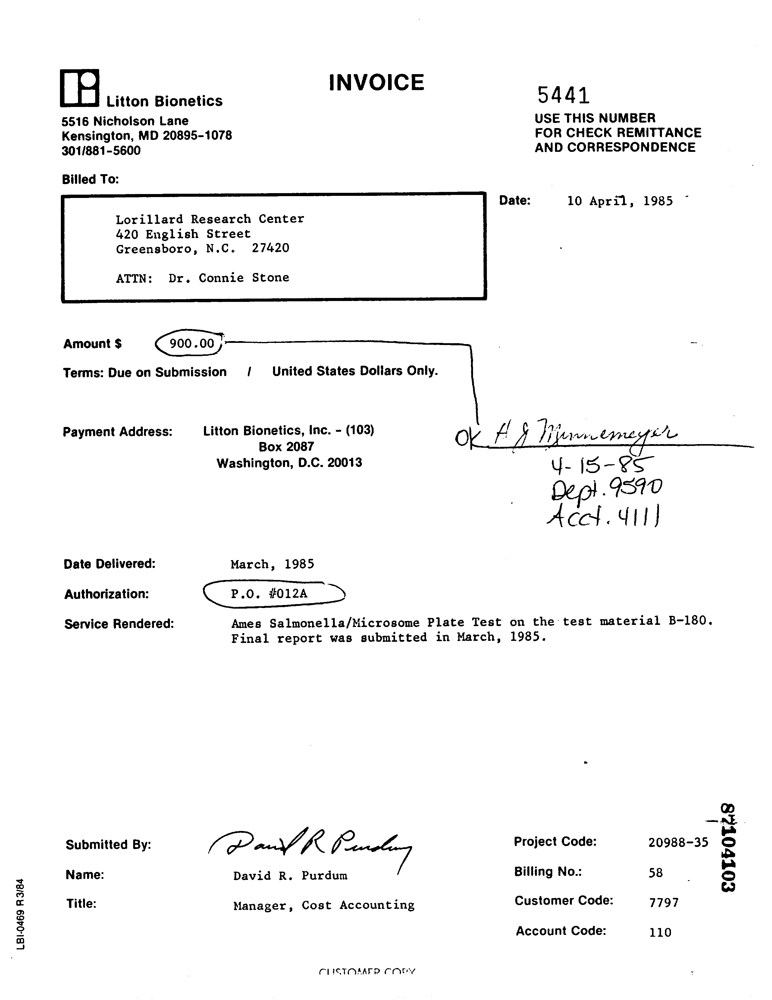 INVOICE
Litton Bionetics
5516 Nicholson Lane
Kensington, MD 20895-1078
301/881-5600
5441
USE THIS NUMBER
FOR CHECK REMITTANCE
AND CORRESPONDENCE
Billed To:
Date: 10 April, 1985
Lorillard Research Center
420 English Street
Greensboro, N.C. 27420
ATTN: Dr. Connie Stone
Amount $ 900.00
Terms: Due on Submission / United States Dollars Only.
Payment Address: Litton Bionetics, Inc. - (103)
Box 2087
Washington, D.C. 20013
OK H J Minnemeyer
4-15-85
Dept. 9590
Acct. 4111
Date Delivered: March, 1985
Authorization: P.O. #012A
Service Rendered: Ames Salmonella/Microsome Plate Test on the test material B-180.
Final report was submitted in March, 1985.
Submitted By: David R Purdum
Name: David R. Purdum
Title: Manager, Cost Accounting
Project Code: 20988-35
Billing No.: 58
Customer Code: 7797
Account Code: 110
87104103
LBI-0469 R3/84
CUSTOMER COPY